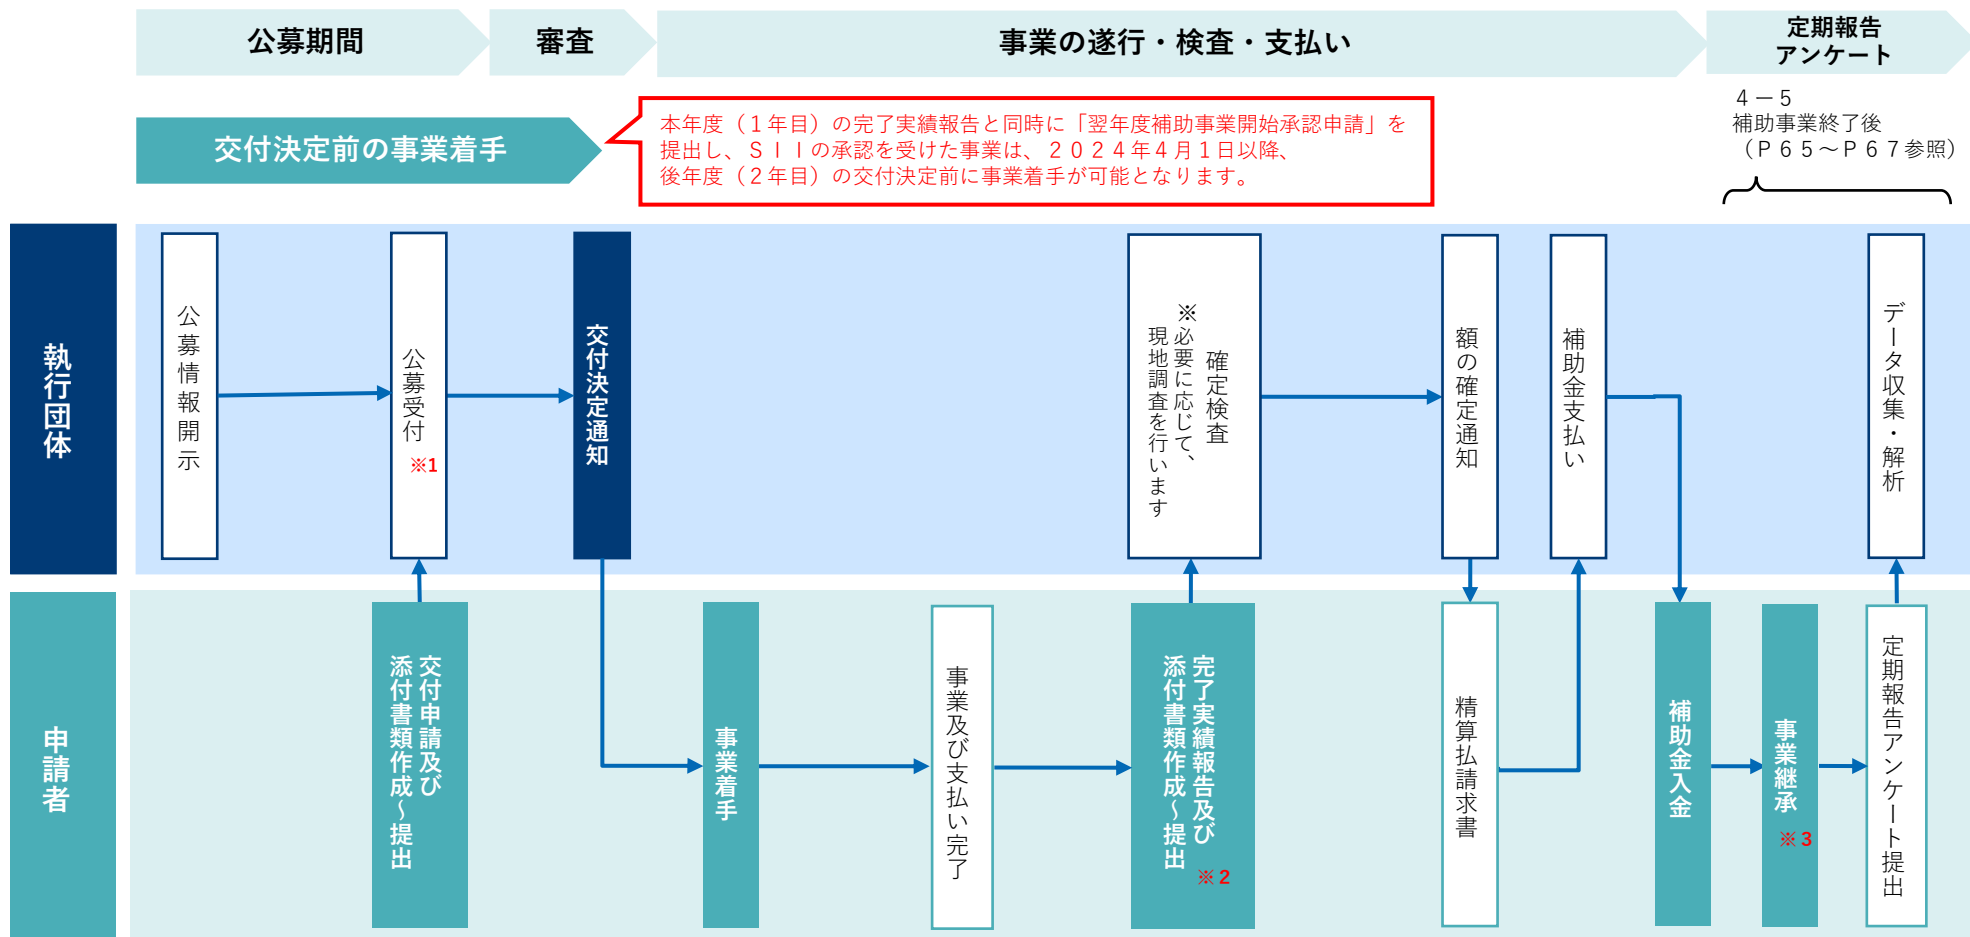 公募期間
審査
事業の遂行・検査・支払い
定期報告
アンケート
交付決定前の事業着手
本年度（１年目）の完了実績報告と同時に「翌年度補助事業開始承認申請」を
提出し、ＳＩＩの承認を受けた事業は、２０２４年４月１日以降、
後年度（２年目）の交付決定前に事業着手が可能となります。
４－５
補助事業終了後
（Ｐ６５～Ｐ６７参照）
執行団体
公募情報開示
公募受付
※1
交付決定通知
確定検査
※必要に応じて、
現地調査を行います
額の確定通知
補助金支払い
データ収集・解析
申請者
交付申請及び
添付書類作成～提出
事業着手
事業及び支払い完了
完了実績報告及び
添付書類作成～提出
※２
精算払請求書
補助金入金
事業継承
※３
定期報告アンケート提出